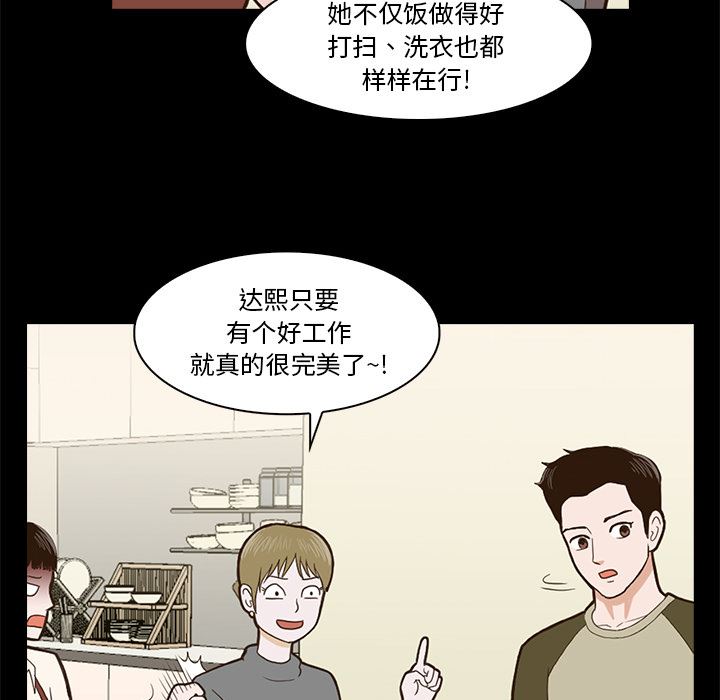 她不仅饭做得好
打扫、洗衣也都
样样在行!
达熙只要
有个好工作
就真的很完美了~!